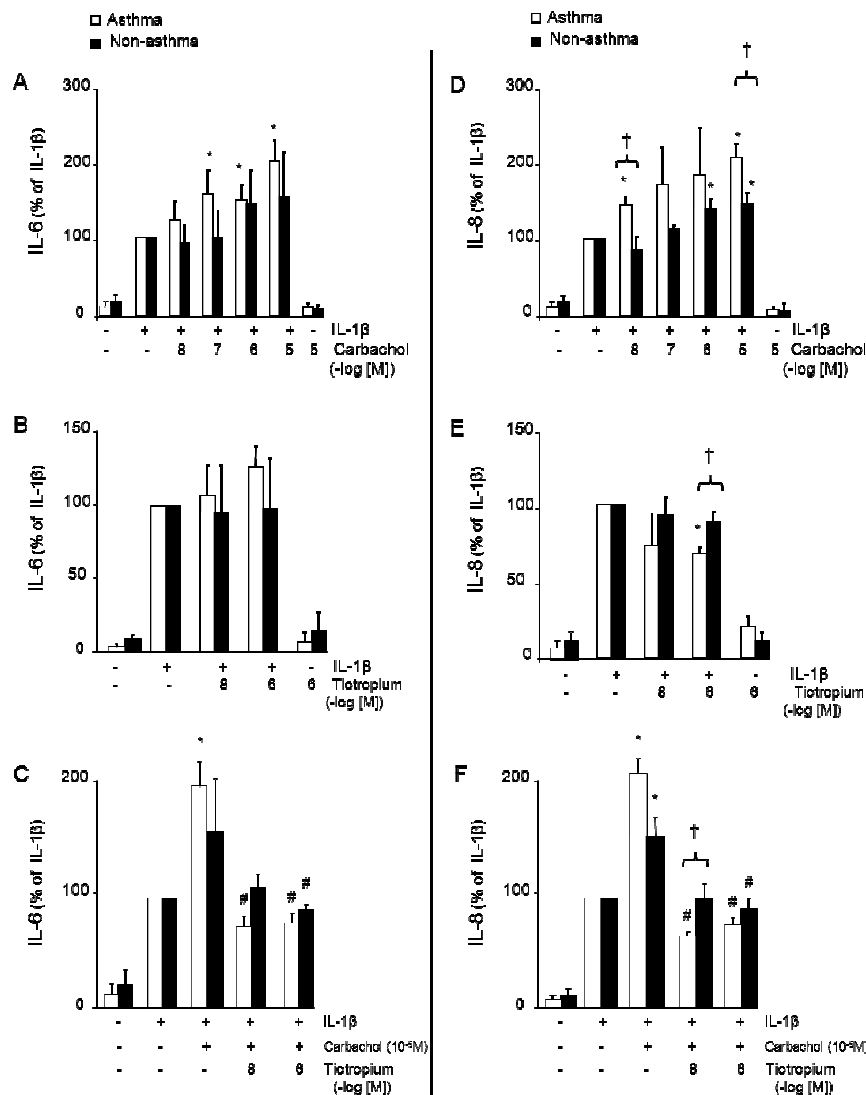 Asthma
Non-asthma
A
300
200
100
0
IL-6 (% of IL-1β)
*
*
*
- + + + + + - IL-1β
- - 8 7 6 5 5 Carbachol
(-log [M])
B
150
100
50
0
IL-6 (% of IL-1β)
- + + + - IL-1β
- - 8 6 6 Tiotropium
(-log [M])
C
200
100
0
IL-6 (% of IL-1β)
*
#
# #
- + + + + IL-1β
- - + + + Carbachol (10⁻⁵M)
- - - 8 6 Tiotropium
(-log [M])
Asthma
Non-asthma
D
300
200
100
0
IL-8 (% of IL-1β)
†
†
*
*
*
*
- + + + + + - IL-1β
- - 8 7 6 5 5 Carbachol
(-log [M])
E
150
100
50
0
IL-8 (% of IL-1β)
†
*
- + + + - IL-1β
- - 8 6 6 Tiotropium
(-log [M])
F
200
100
0
IL-8 (% of IL-1β)
*
*
†
#
# #
- + + + + IL-1β
- - + + + Carbachol (10⁻⁵M)
- - - 8 6 Tiotropium
(-log [M])